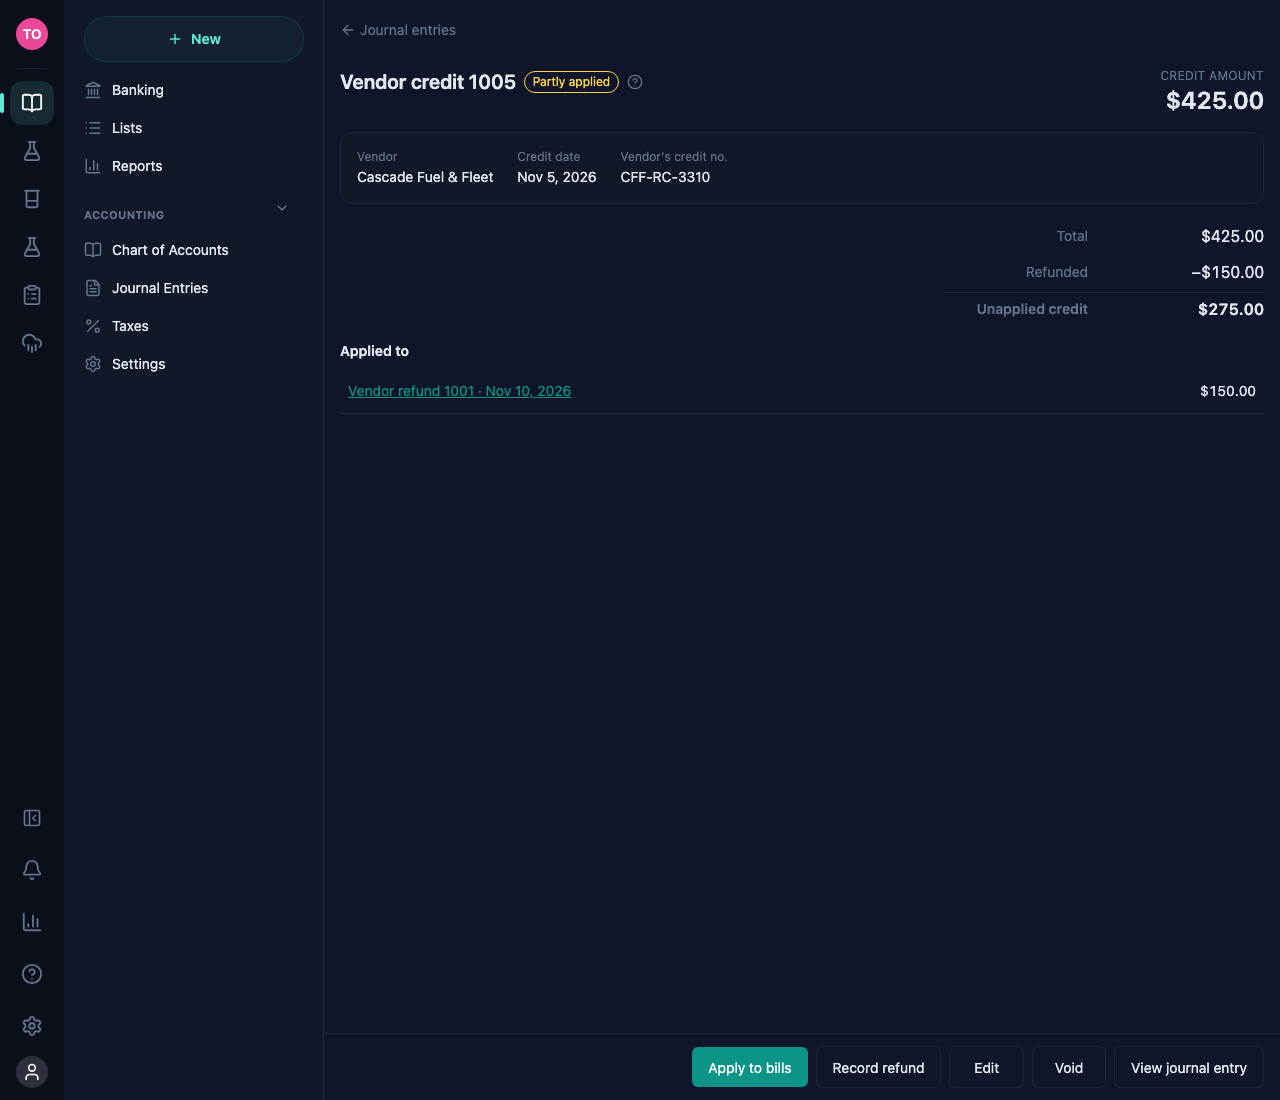 TO
New
Banking
Lists
Reports
ACCOUNTING
Chart of Accounts
Journal Entries
Taxes
Settings
Journal entries
Vendor credit 1005
Partly applied
CREDIT AMOUNT
$425.00
Vendor
Cascade Fuel & Fleet
Credit date
Nov 5, 2026
Vendor's credit no.
CFF-RC-3310
Total $425.00
Refunded –$150.00
Unapplied credit $275.00
Applied to
Vendor refund 1001 · Nov 10, 2026 $150.00
Apply to bills
Record refund
Edit
Void
View journal entry